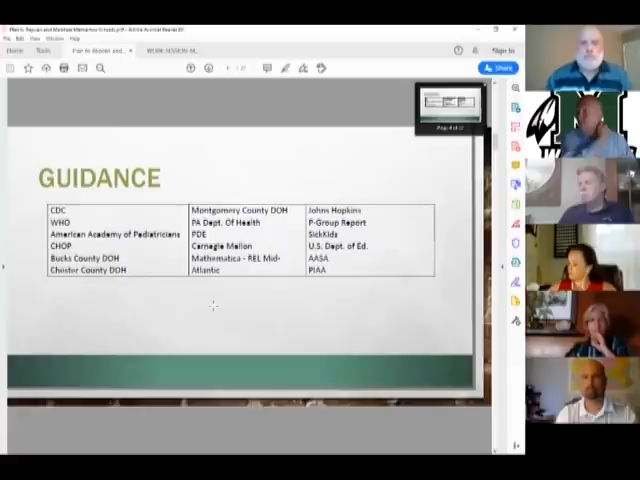 Home Tools
Sign In
Share
GUIDANCE
CDC Montgomery County DOH Johns Hopkins
WHO PA Dept. Of Health P-Group Report
American Academy of Pediatricians PDE SickKids
CHOP Carnegie Mellon U.S. Dept. of Ed.
Bucks County DOH Mathematica - REL Mid- AASA
Chester County DOH Atlantic PIAA